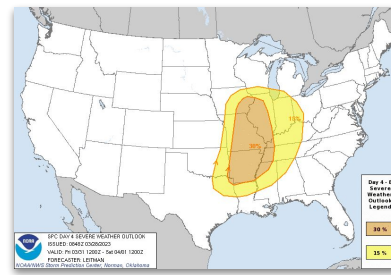 15%
30%
SPC DAY 4 SEVERE WEATHER OUTLOOK
ISSUED: 0846Z 03/28/2023
VALID: Fri 03/31 1200Z - Sat 04/01 1200Z
FORECASTER: LEITMAN
NOAA/NWS Storm Prediction Center, Norman, Oklahoma
Day 4 - 8
Severe
Weather
Outlook
Legend
30 %
15 %